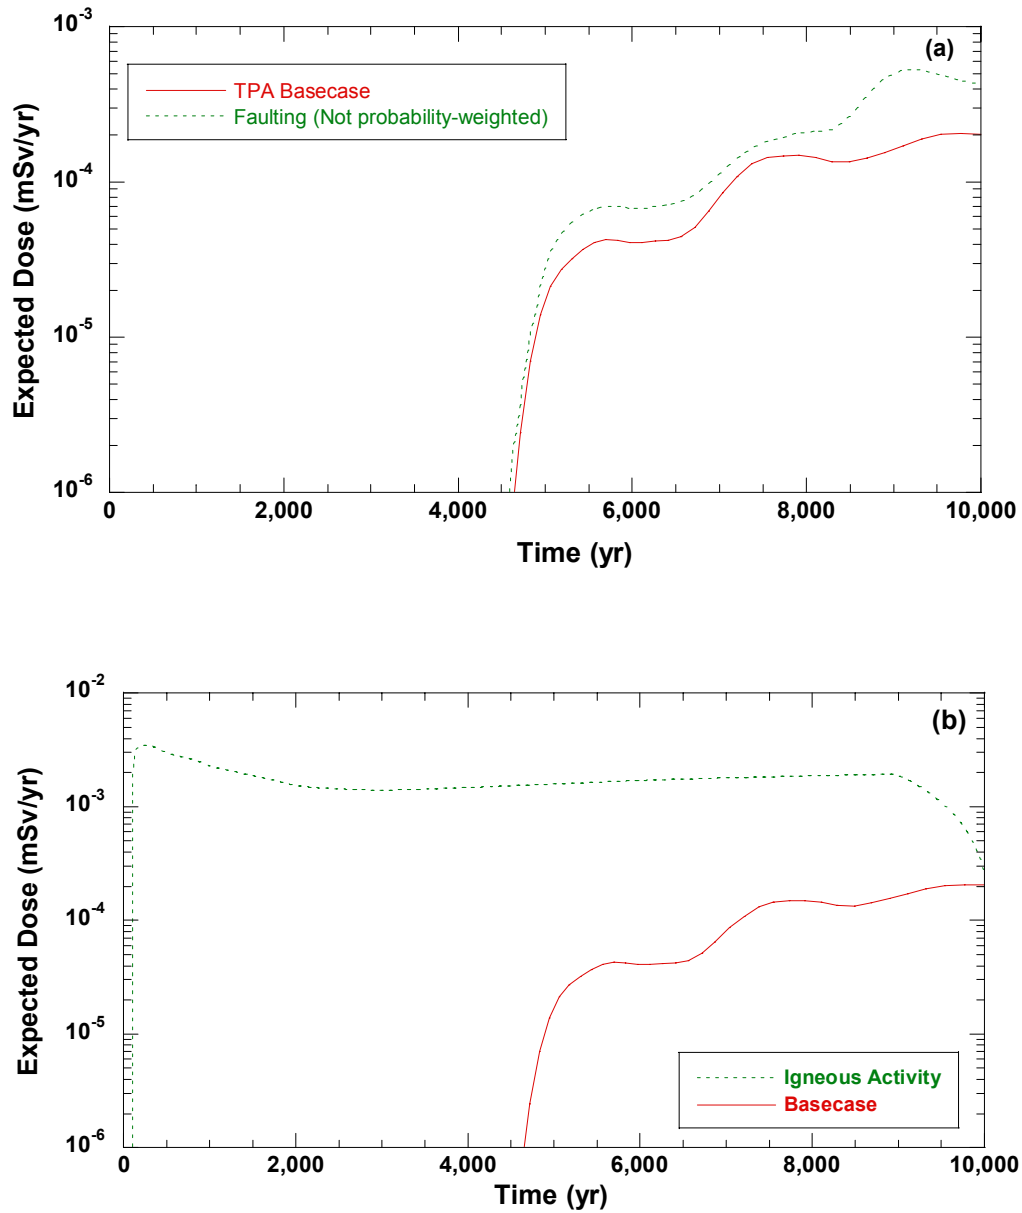 10-3
(a)
TPA Basecase
Faulting (Not probability-weighted)
10-4
Expected Dose (mSv/yr)
10-5
10-6
0 2,000 4,000 6,000 8,000 10,000
Time (yr)
10-2
(b)
10-3
Expected Dose (mSv/yr)
10-4
10-5
Igneous Activity
Basecase
10-6
0 2,000 4,000 6,000 8,000 10,000
Time (yr)